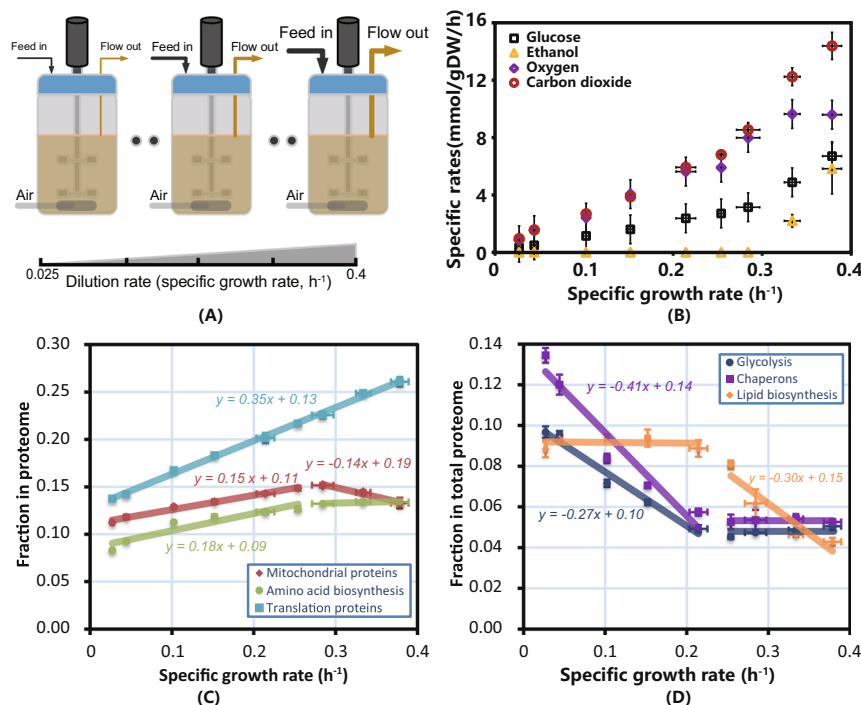 Feed in
Flow out
Feed in
Flow out
Feed in
Flow out
Air
Air
Air
0.025
0.4
Dilution rate (specific growth rate, h⁻¹)
(A)
Specific rates(mmol/gDW/h)
16
12
8
4
0
Glucose
Ethanol
Oxygen
Carbon dioxide
0
0.1
0.2
0.3
0.4
Specific growth rate (h⁻¹)
(B)
Fraction in proteome
0.30
0.25
0.20
0.15
0.10
0.05
0.00
y = 0.35x + 0.13
y = 0.15 x + 0.11
y = -0.14x + 0.19
y = 0.18x + 0.09
Mitochondrial proteins
Amino acid biosynthesis
Translation proteins
0
0.1
0.2
0.3
0.4
Specific growth rate (h⁻¹)
(C)
Fraction in total proteome
0.14
0.12
0.10
0.08
0.06
0.04
0.02
0.00
Glycolysis
Chaperons
Lipid biosynthesis
y = -0.41x + 0.14
y = -0.30x + 0.15
y = -0.27x + 0.10
0
0.1
0.2
0.3
0.4
Specific growth rate (h⁻¹)
(D)